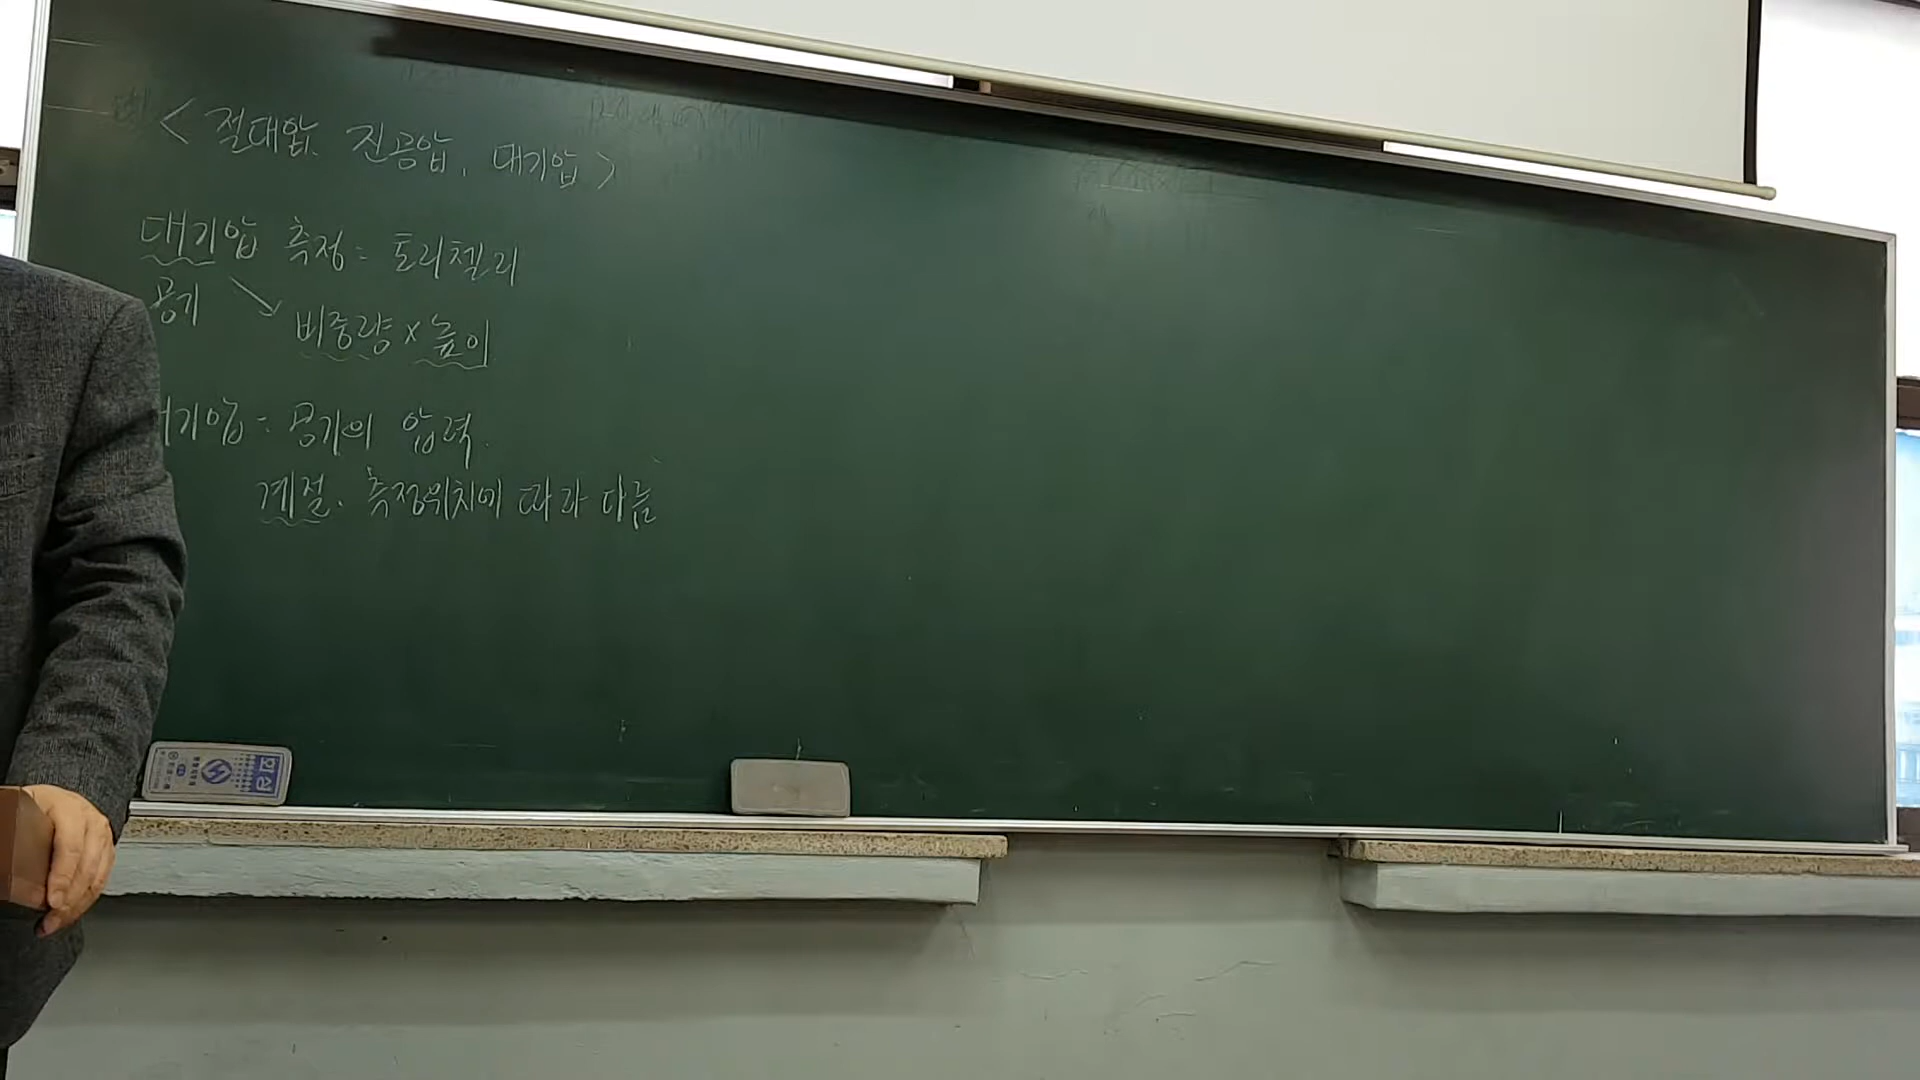 < 절대압, 진공압, 대기압 >
대기압 측정 = 토리첼리
공기
비중량 × 높이
기압 = 공기의 압력.
계절. 측정위치에 따라 다름